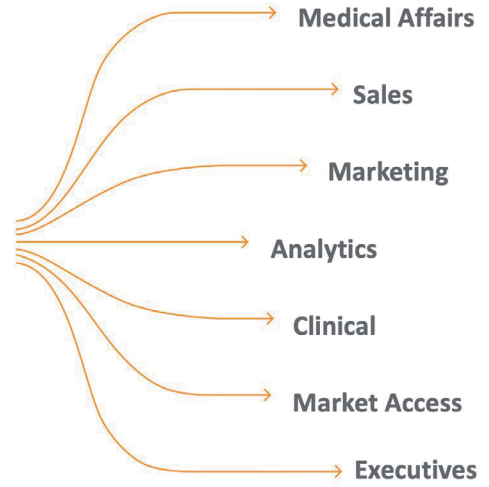 Medical Affairs
Sales
Marketing
Analytics
Clinical
Market Access
Executives